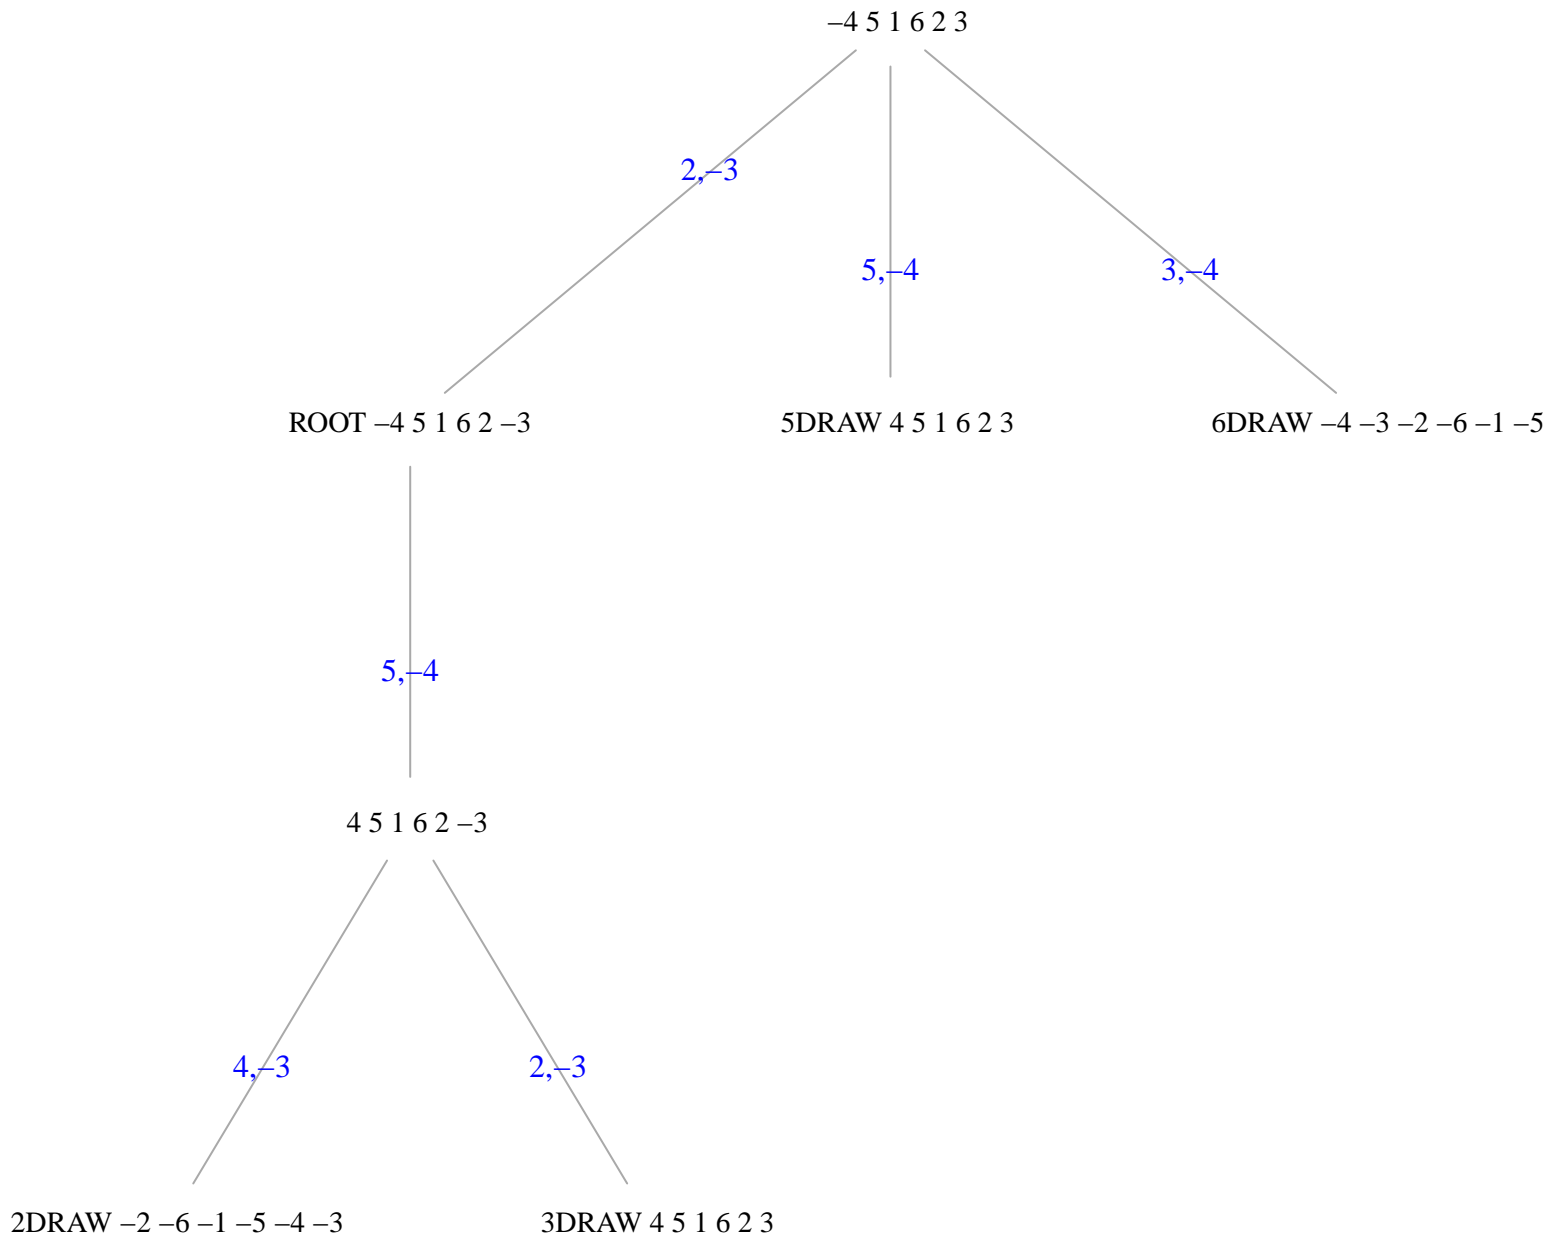 –4 5 1 6 2 3
2,–3
5,–4
3,–4
ROOT –4 5 1 6 2 –3
5DRAW 4 5 1 6 2 3
6DRAW –4 –3 –2 –6 –1 –5
5,–4
4 5 1 6 2 –3
4,–3
2,–3
2DRAW –2 –6 –1 –5 –4 –3
3DRAW 4 5 1 6 2 3